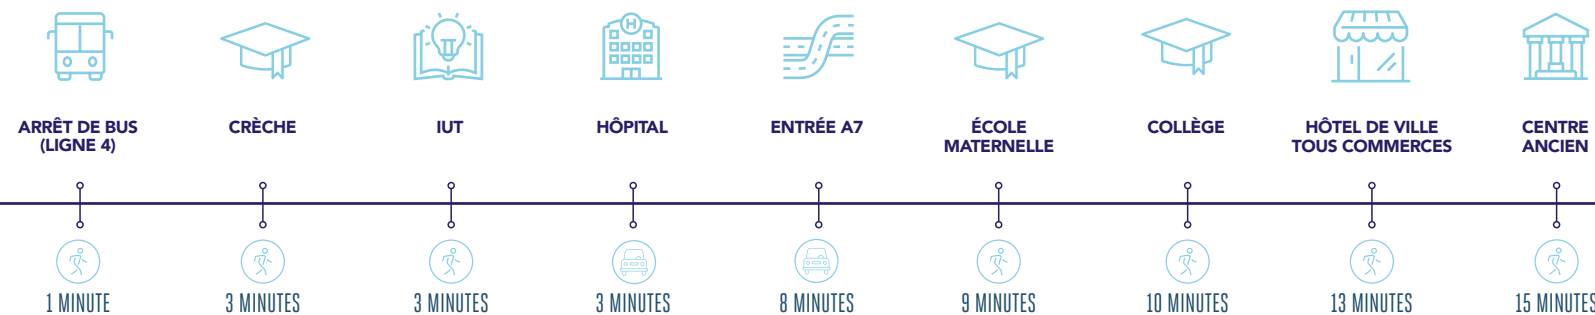 H
ARRÊT DE BUS
(LIGNE 4)
CRÈCHE
IUT
HÔPITAL
ENTRÉE A7
ÉCOLE
MATERNELLE
COLLÈGE
HÔTEL DE VILLE
TOUS COMMERCES
CENTRE
ANCIEN
1 MINUTE
3 MINUTES
3 MINUTES
3 MINUTES
8 MINUTES
9 MINUTES
10 MINUTES
13 MINUTES
15 MINUTES